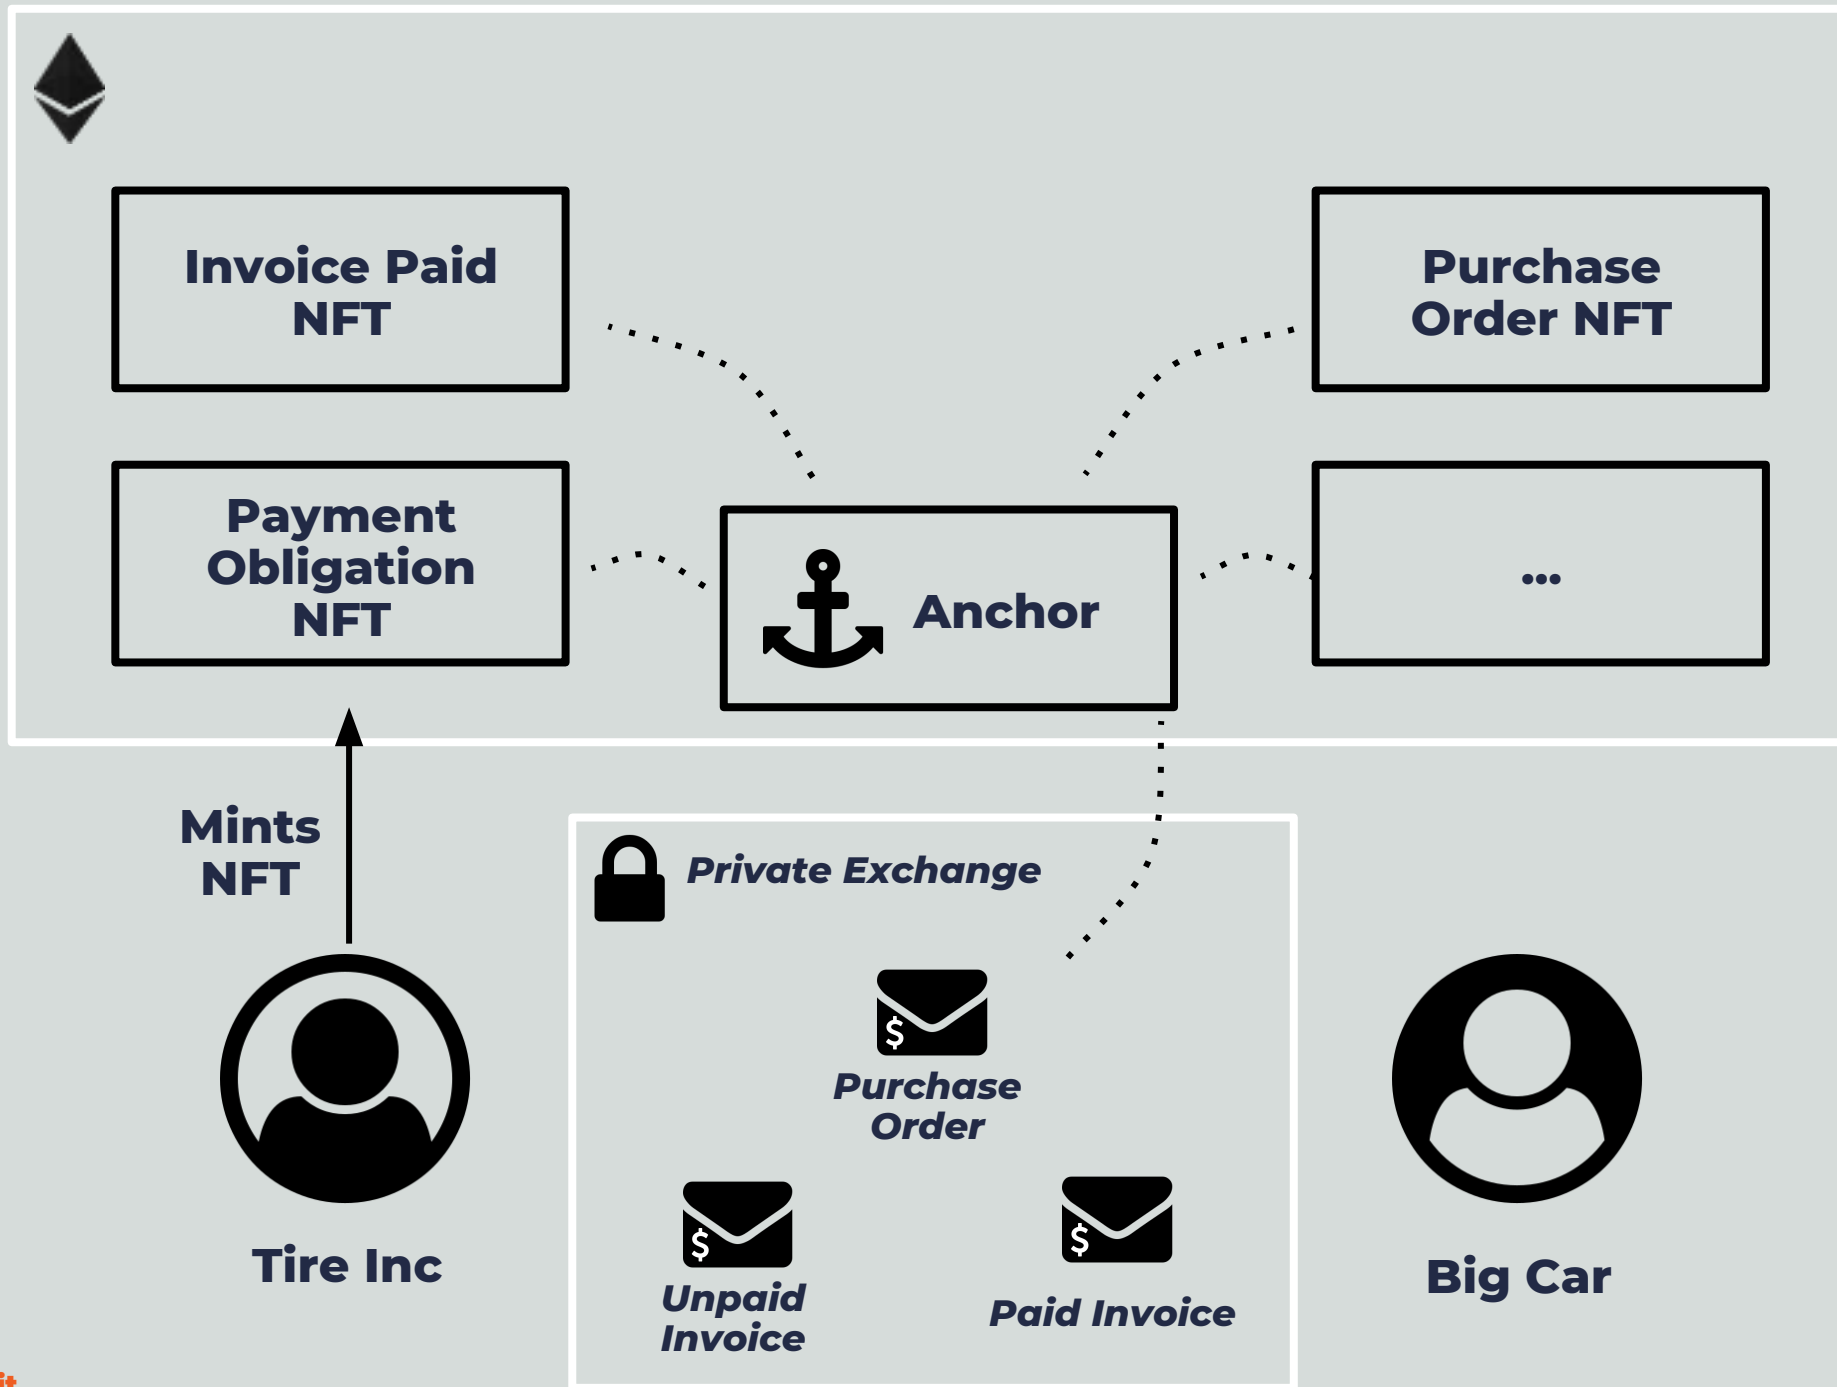 Invoice Paid
NFT
Purchase
Order NFT
Payment
Obligation
NFT
Anchor
...
Mints
NFT
Private Exchange
$
Purchase
Order
$
Unpaid
Invoice
$
Paid Invoice
Tire Inc
Big Car
it